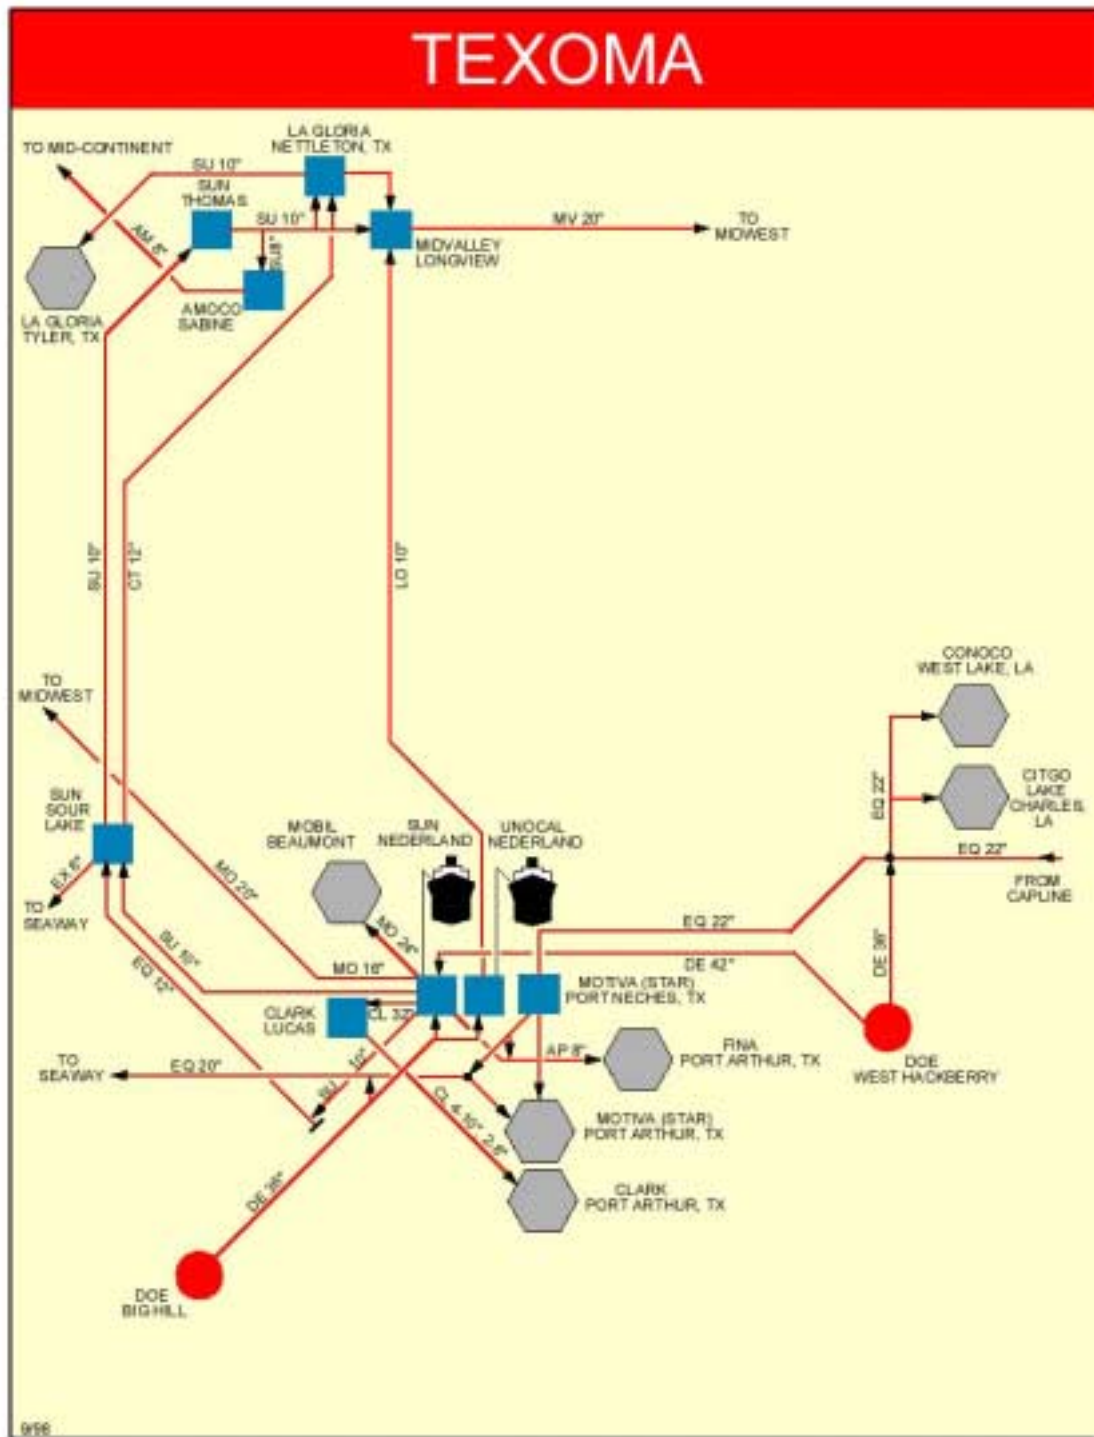 TEXOMA
TO MID-CONTINENT
LA GLORIA
NETTLETON, TX
SU 10"
SUN
THOMAS
SU 10"
MV 20"
TO
MIDWEST
AM 8"
SU 8"
MIDVALLEY
LONGVIEW
AMOCO
SABINE
LA GLORIA
TYLER, TX
SU 10"
CT 12"
LO 10"
TO
MIDWEST
CONOCO
WEST LAKE, LA
CITGO
LAKE
CHARLES,
LA
EQ 22"
SUN
SOUR
LAKE
MOBIL
BEAUMONT
SUN
NEDERLAND
UNOCAL
NEDERLAND
EQ 22"
FROM
CAPLINE
EX 6"
TO
SEAWAY
MO 20"
MO 24"
EQ 22"
DE 36"
SU 10"
EQ 12"
MO 16"
DE 42"
CLARK
LUCAS
CL 32"
MOTIVA (STAR)
PORT NECHES, TX
TO
SEAWAY
EQ 20"
SU 10"
AP 8"
FINA
PORT ARTHUR, TX
DOE
WEST HACKBERRY
CL 4-10" 2-8"
MOTIVA (STAR)
PORT ARTHUR, TX
DE 36"
CLARK
PORT ARTHUR, TX
DOE
BIG HILL
9/98